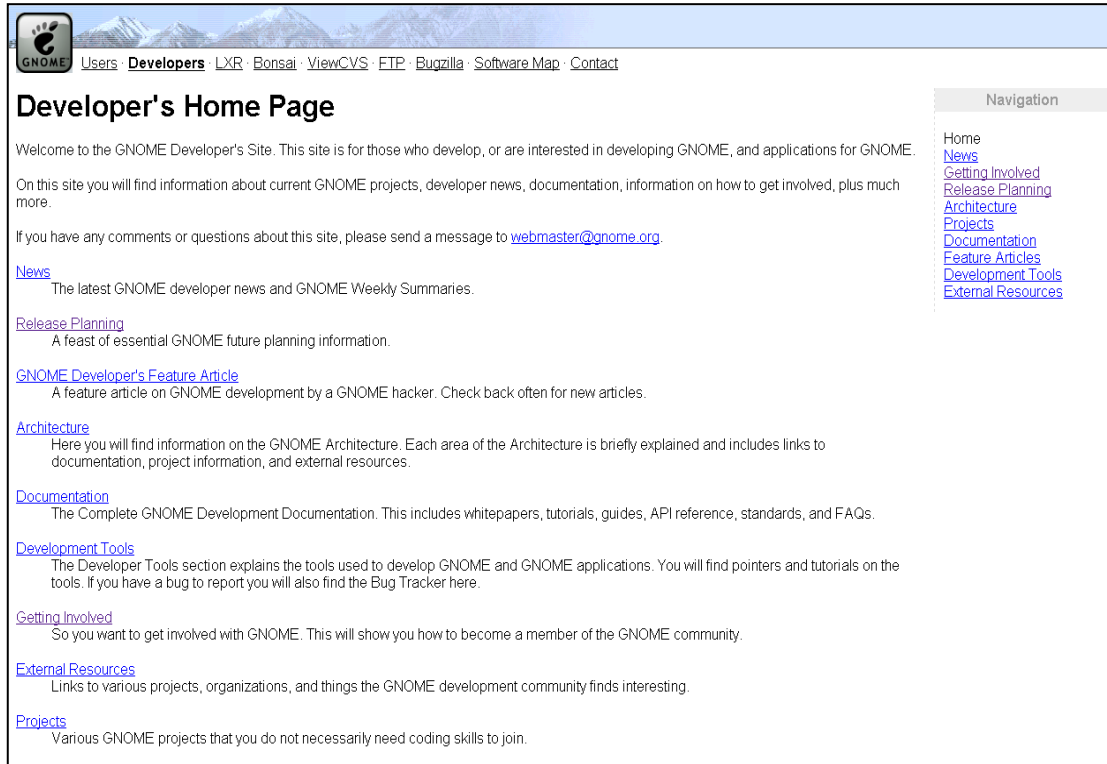 GNOME™
Users · Developers · LXR · Bonsai · ViewCVS · FTP · Bugzilla · Software Map · Contact
Developer's Home Page
Welcome to the GNOME Developer's Site. This site is for those who develop, or are interested in developing GNOME, and applications for GNOME.
On this site you will find information about current GNOME projects, developer news, documentation, information on how to get involved, plus much
more.
If you have any comments or questions about this site, please send a message to webmaster@gnome.org.
News
The latest GNOME developer news and GNOME Weekly Summaries.
Release Planning
A feast of essential GNOME future planning information.
GNOME Developer's Feature Article
A feature article on GNOME development by a GNOME hacker. Check back often for new articles.
Architecture
Here you will find information on the GNOME Architecture. Each area of the Architecture is briefly explained and includes links to
documentation, project information, and external resources.
Documentation
The Complete GNOME Development Documentation. This includes whitepapers, tutorials, guides, API reference, standards, and FAQs.
Development Tools
The Developer Tools section explains the tools used to develop GNOME and GNOME applications. You will find pointers and tutorials on the
tools. If you have a bug to report you will also find the Bug Tracker here.
Getting Involved
So you want to get involved with GNOME. This will show you how to become a member of the GNOME community.
External Resources
Links to various projects, organizations, and things the GNOME development community finds interesting.
Projects
Various GNOME projects that you do not necessarily need coding skills to join.
Navigation
Home
News
Getting Involved
Release Planning
Architecture
Projects
Documentation
Feature Articles
Development Tools
External Resources